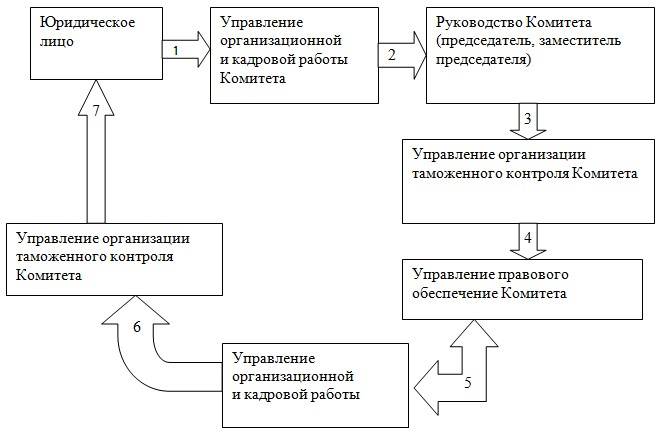 Юридическое
лицо
1
Управление
организационной
и кадровой работы
Комитета
2
Руководство Комитета
(председатель, заместитель
председателя)
3
Управление организации
таможенного контроля Комитета
4
Управление правового
обеспечение Комитета
5
Управление
организационной
и кадровой работы
6
Управление организации
таможенного контроля
Комитета
7